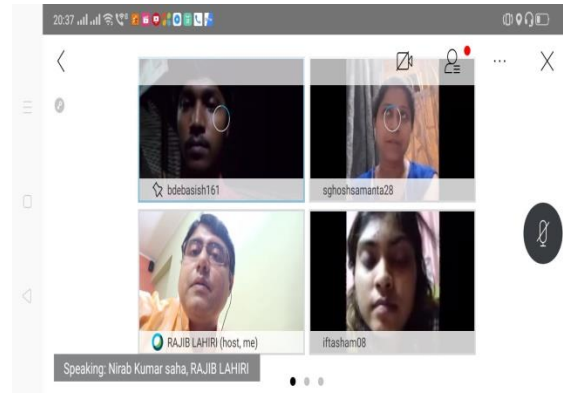 20:37
bdebasish161
sghoshsamanta28
RAJIB LAHIRI (host, me)
iftasham08
Speaking: Nirab Kumar saha, RAJIB LAHIRI